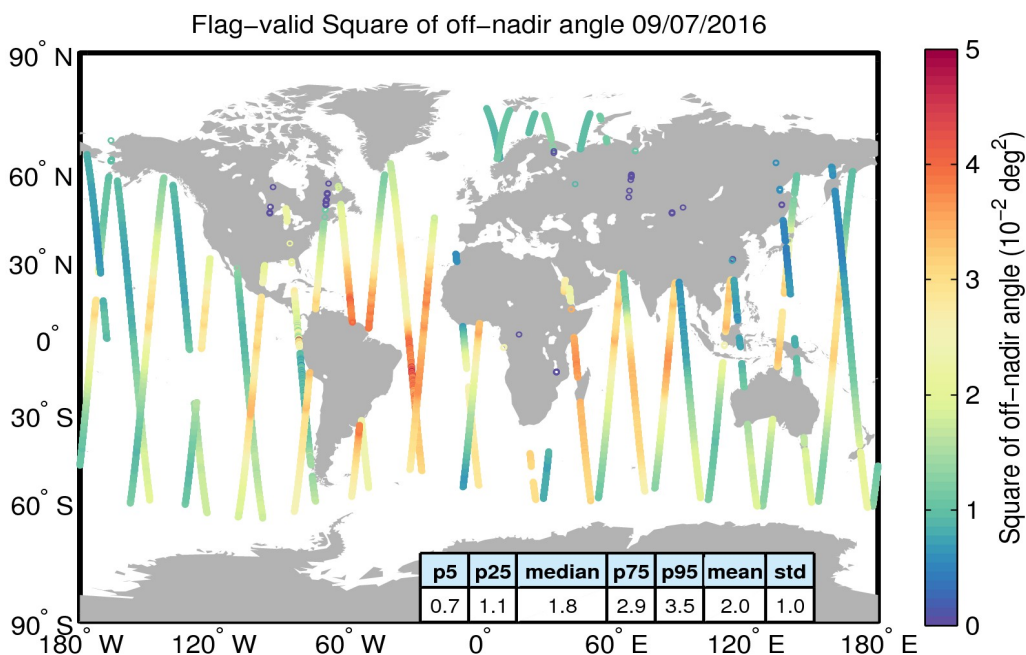 Flag−valid Square of off−nadir angle 09/07/2016
90° N
60° N
30° N
0°
30° S
60° S
90° S
180° W 120° W 60° W 0° 60° E 120° E 180° E
p5 p25 median p75 p95 mean std
0.7 1.1 1.8 2.9 3.5 2.0 1.0
5
4
3
2
1
0
Square of off−nadir angle (10⁻² deg²)